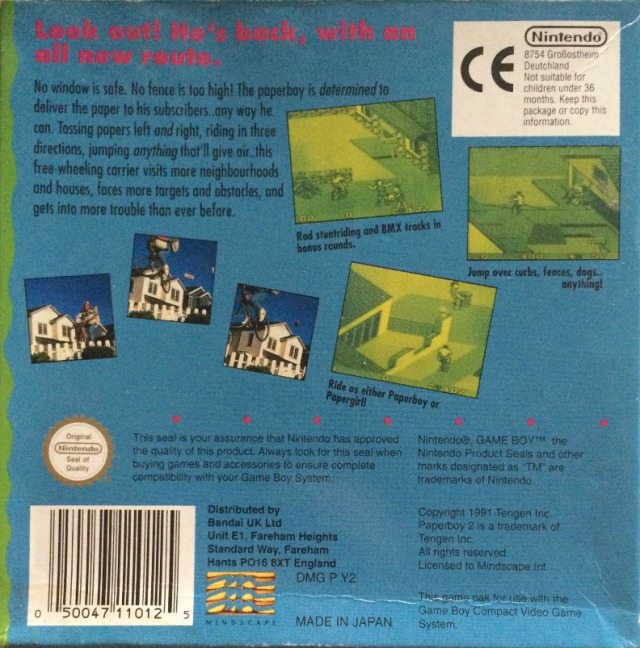 Look out! He's back, with an
all new route.
No window is safe. No fence is too high! The paperboy is determined to
deliver the paper to his subscribers..any way he
can. Tossing papers left and right, riding in three
directions, jumping anything that'll give air..this
free-wheeling carrier visits more neighbourhoods
and houses, faces more targets and obstacles, and
gets into more trouble than ever before.
Nintendo
CE
8754 Großostheim
Deutchland
Not suitable for
children under 36
months. Keep this
package or copy this
information.
Rad stuntriding and BMX tracks in
bonus rounds.
Jump over curbs, fences, dogs..
anything!
Ride as either Paperboy or
Papergirl!
Original
Nintendo
Seal of
Quality
This seal is your assurance that Nintendo has approved
the quality of this product. Always look for this seal when
buying games and accessories to ensure complete
compatibility with your Game Boy System.
Nintendo®, GAME BOY™ the
Nintendo Product Seals and other
marks designated as "TM" are
trademarks of Nintendo
Distributed by
Bandai UK Ltd
Unit E1, Fareham Heights
Standard Way, Fareham
Hants PO16 8XT England
DMG P Y2
MINDSCAPE
MADE IN JAPAN
Copyright 1991 Tengen Inc.
Paperboy 2 is a trademark of
Tengen Inc.
All rights reserved.
Licensed to Mindscape Int.
This game pak for use with the
Game Boy Compact Video Game
System.
0 50047 11012 5